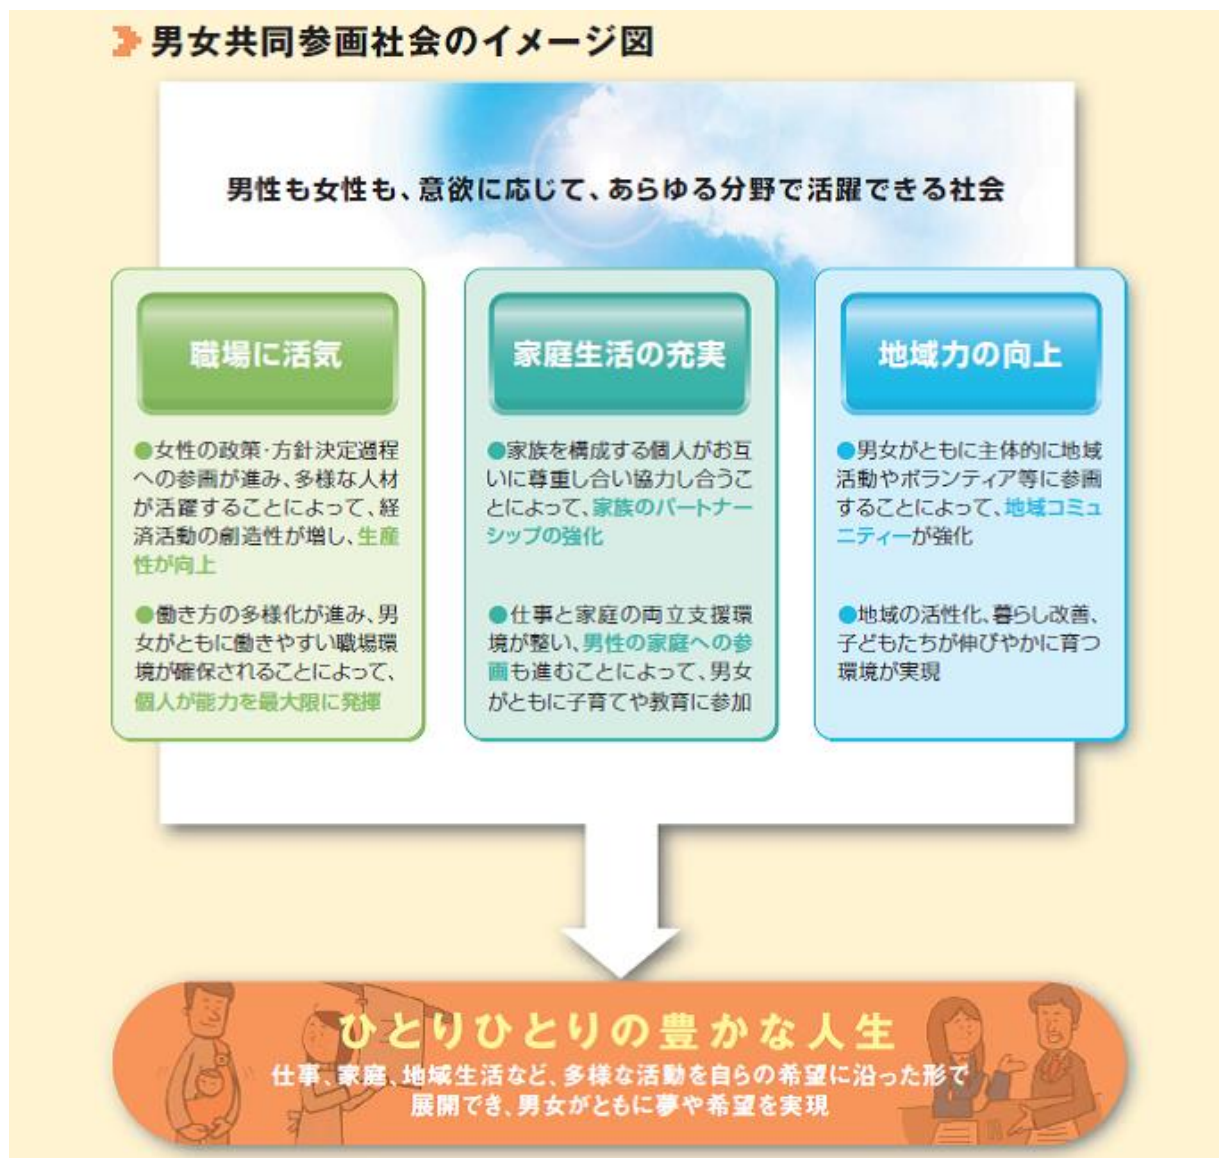 男女共同参画社会のイメージ図
男性も女性も、意欲に応じて、あらゆる分野で活躍できる社会
職場に活気
●女性の政策・方針決定過程
への参画が進み、多様な人材
が活躍することによって、経
済活動の創造性が増し、生産
性が向上
●働き方の多様化が進み、男
女がともに働きやすい職場環
境が確保されることによって、
個人が能力を最大限に発揮
家庭生活の充実
●家族を構成する個人がお互
いに尊重し合い協力し合うこ
とによって、家族のパートナー
シップの強化
●仕事と家庭の両立支援環
境が整い、男性の家庭への参
画も進むことによって、男女
がともに子育てや教育に参加
地域力の向上
●男女がともに主体的に地域
活動やボランティア等に参画
することによって、地域コミュ
ニティーが強化
●地域の活性化、暮らし改善、
子どもたちが伸びやかに育つ
環境が実現
ひとりひとりの豊かな人生
仕事、家庭、地域生活など、多様な活動を自らの希望に沿った形で
展開でき、男女がともに夢や希望を実現